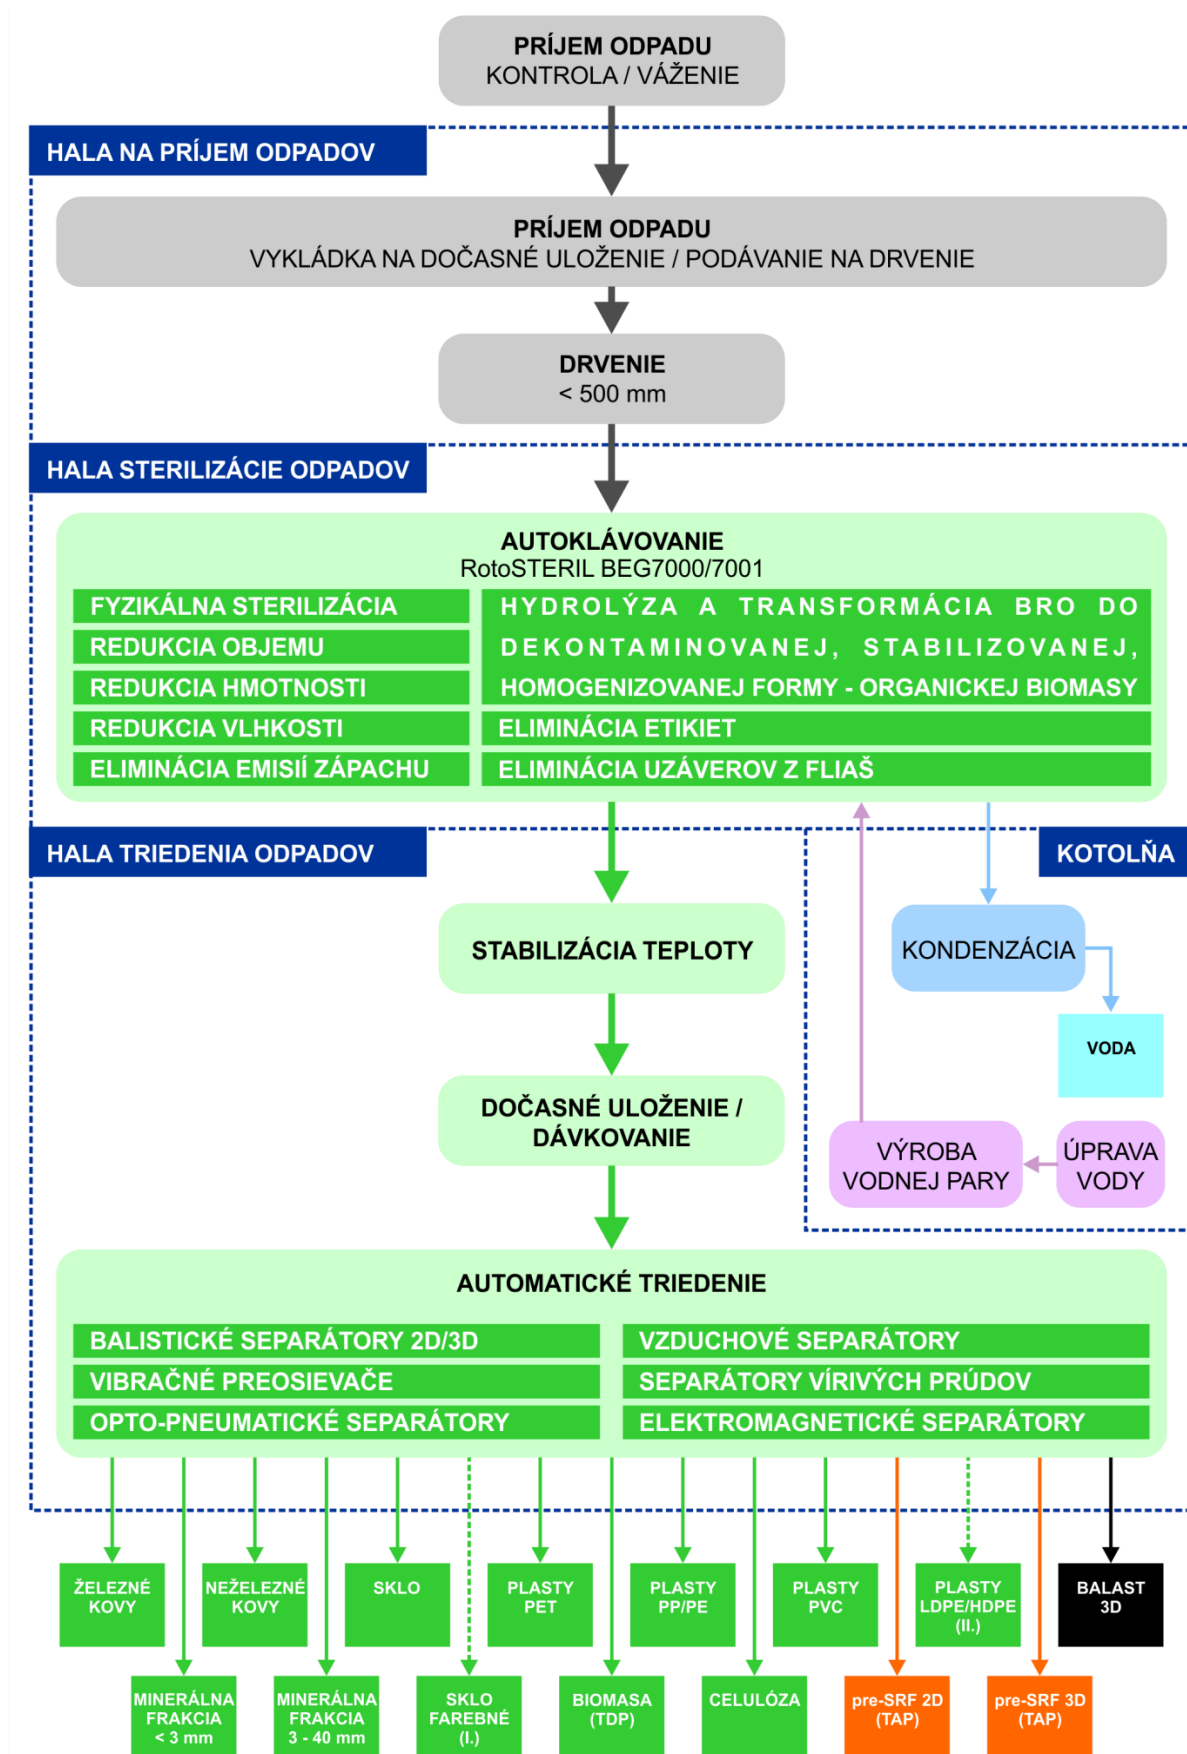 PRÍJEM ODPADU
KONTROLA / VÁŽENIE
HALA NA PRÍJEM ODPADOV
PRÍJEM ODPADU
VYKLÁDKA NA DOČASNÉ ULOŽENIE / PODÁVANIE NA DRVENIE
DRVENIE
< 500 mm
HALA STERILIZÁCIE ODPADOV
AUTOKLÁVOVANIE
RotoSTERIL BEG7000/7001
FYZIKÁLNA STERILIZÁCIA
REDUKCIA OBJEMU
REDUKCIA HMOTNOSTI
REDUKCIA VLHKOSTI
ELIMINÁCIA EMISIÍ ZÁPACHU
HYDROLÝZA A TRANSFORMÁCIA BRO DO
DEKONTAMINOVANEJ, STABILIZOVANEJ,
HOMOGENIZOVANEJ FORMY - ORGANICKEJ BIOMASY
ELIMINÁCIA ETIKIET
ELIMINÁCIA UZÁVEROV Z FLIAŠ
HALA TRIEDENIA ODPADOV
KOTOLŇA
STABILIZÁCIA TEPLOTY
KONDENZÁCIA
VODA
DOČASNÉ ULOŽENIE /
DÁVKOVANIE
VÝROBA
VODNEJ PARY
ÚPRAVA
VODY
AUTOMATICKÉ TRIEDENIE
BALISTICKÉ SEPARÁTORY 2D/3D
VIBRAČNÉ PREOSIEVAČE
OPTO-PNEUMATICKÉ SEPARÁTORY
VZDUCHOVÉ SEPARÁTORY
SEPARÁTORY VÍRIVÝCH PRÚDOV
ELEKTROMAGNETICKÉ SEPARÁTORY
ŽELEZNÉ
KOVY
NEŽELEZNÉ
KOVY
SKLO
PLASTY
PET
PLASTY
PP/PE
PLASTY
PVC
PLASTY
LDPE/HDPE
(II.)
BALAST
3D
MINERÁLNA
FRAKCIA
< 3 mm
MINERÁLNA
FRAKCIA
3 - 40 mm
SKLO
FAREBNÉ
(I.)
BIOMASA
(TDP)
CELULÓZA
pre-SRF 2D
(TAP)
pre-SRF 3D
(TAP)